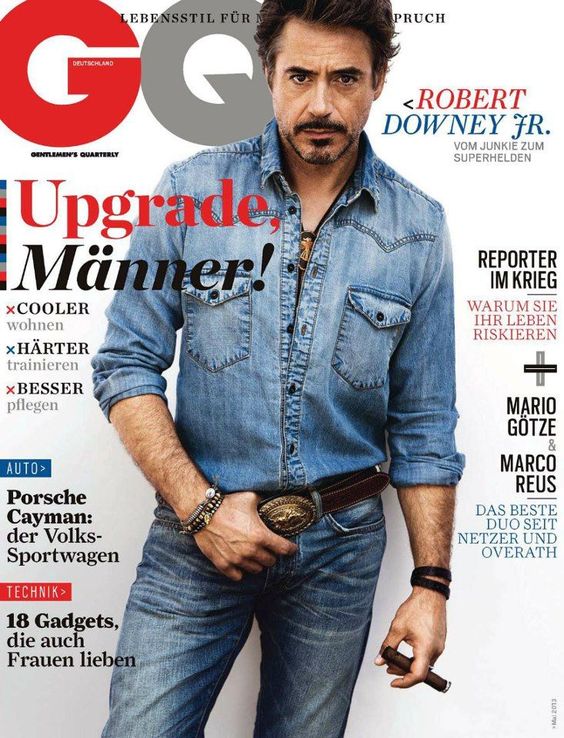 LEBENSSTIL FÜR M PRUCH
GQ
DEUTSCHLAND
GENTLEMEN'S QUARTERLY
<ROBERT
DOWNEY JR.
VOM JUNKIE ZUM
SUPERHELDEN
Upgrade,
Männer!
×COOLER
wohnen
×HÄRTER
trainieren
×BESSER
pflegen
AUTO>
Porsche
Cayman:
der Volks-
Sportwagen
TECHNIK>
18 Gadgets,
die auch
Frauen lieben
REPORTER
IM KRIEG
WARUM SIE
IHR LEBEN
RISKIEREN
+
MARIO
GÖTZE
&
MARCO
REUS
DAS BESTE
DUO SEIT
NETZER UND
OVERATH
>Mai 2013